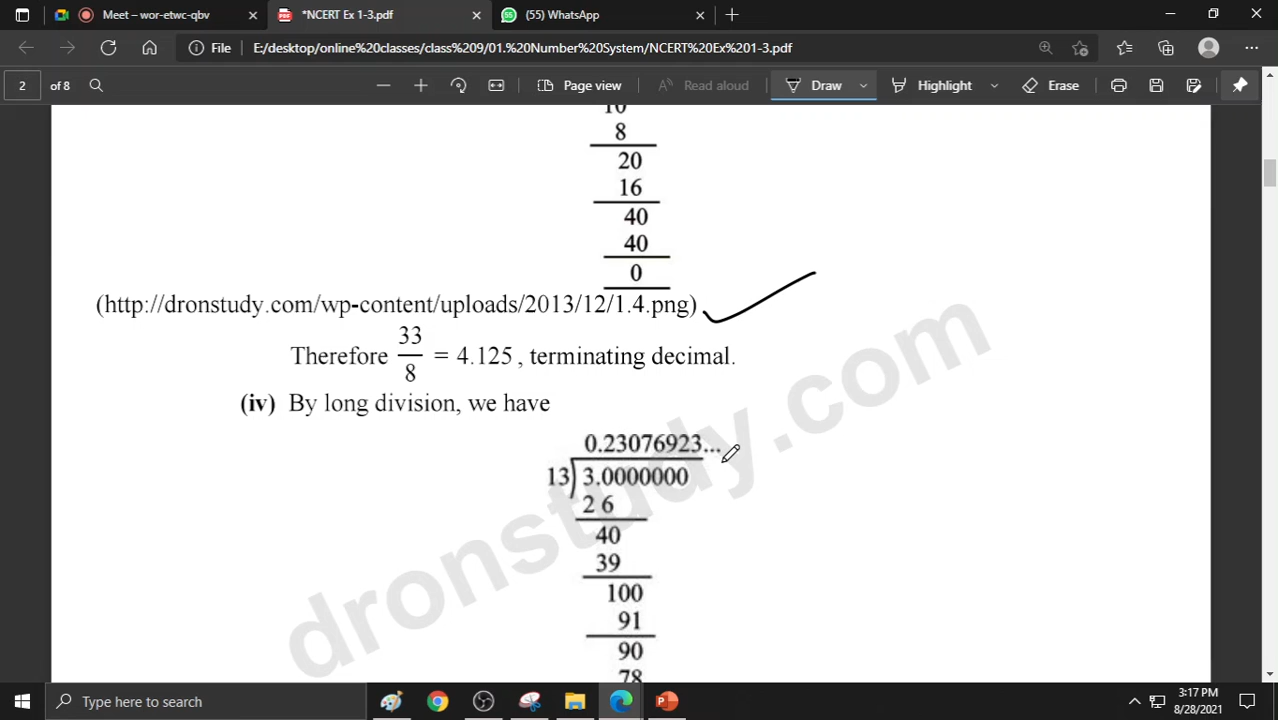 Meet – wor-etwc-qbv
*NCERT Ex 1-3.pdf
(55) WhatsApp
File E:/desktop/online%20classes/class%209/01.%20Number%20System/NCERT%20Ex%201-3.pdf
2 of 8
Page view
Read aloud
Draw
Highlight
Erase
10
8
20
16
40
40
0
(http://dronstudy.com/wp-content/uploads/2013/12/1.4.png)
Therefore 33/8 = 4.125 , terminating decimal.
(iv) By long division, we have
0.23076923...
13)3.0000000
2 6
40
39
100
91
90
78
dronstudy.com
Type here to search
3:17 PM
8/28/2021